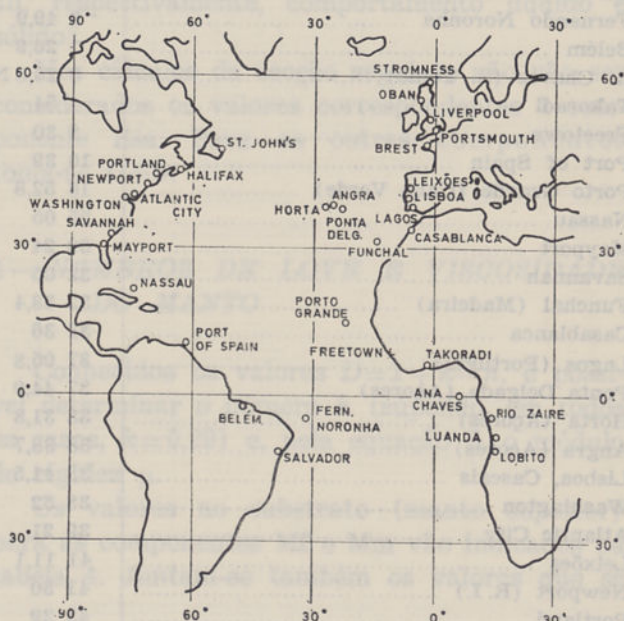 90°
60°
30°
0°
30°
60°
60°
STROMNESS
OBAN
LIVERPOOL
PORTSMOUTH
BREST
ST. JOHN'S
HALIFAX
PORTLAND
NEWPORT
WASHINGTON
ATLANTIC
CITY
SAVANNAH
MAYPORT
LEIXÕES
LISBOA
ANGRA
HORTA
PONTA
DELG.
LAGOS
CASABLANCA
FUNCHAL
30°
30°
NASSAU
PORTO
GRANDE
PORT
OF SPAIN
FREETOWN
TAKORADI
0°
0°
ANA
CHAVES
BELÉM
FERN.
NORONHA
RIO ZAIRE
LUANDA
LOBITO
SALVADOR
30°
30°
90°
60°
30°
0°
30°